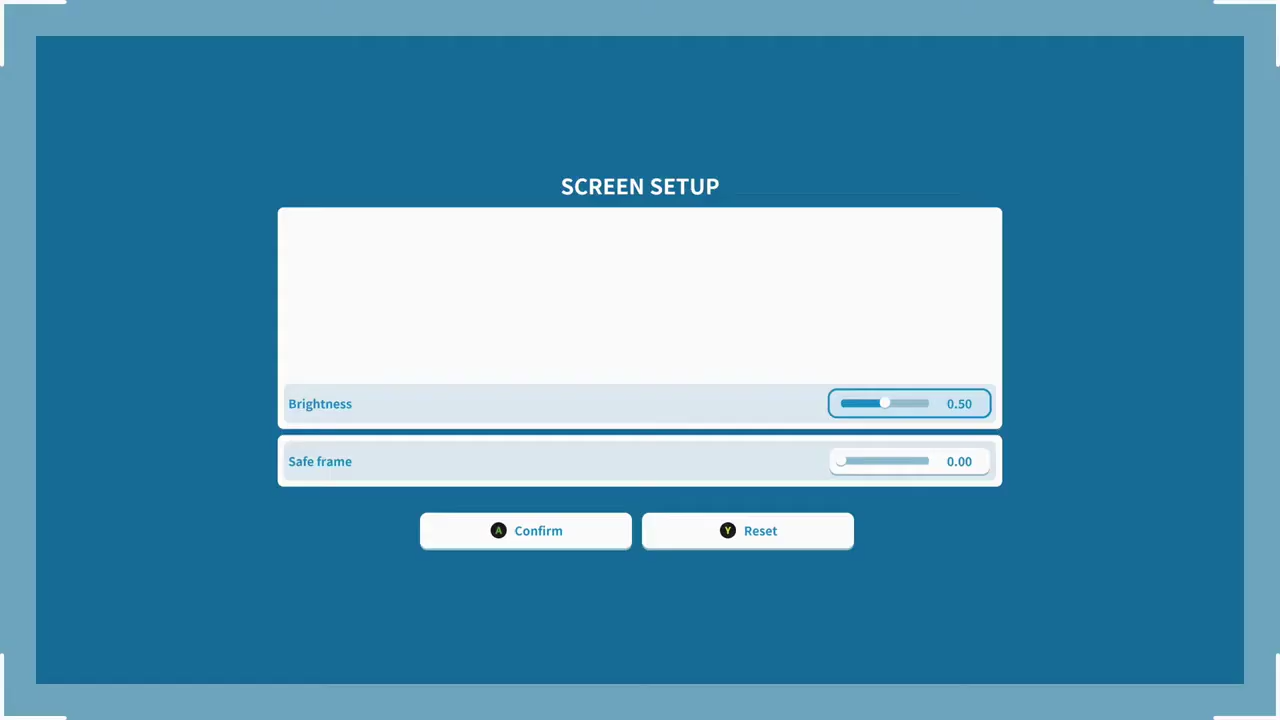 SCREEN SETUP
Brightness 0.50
Safe frame 0.00
A Confirm Y Reset